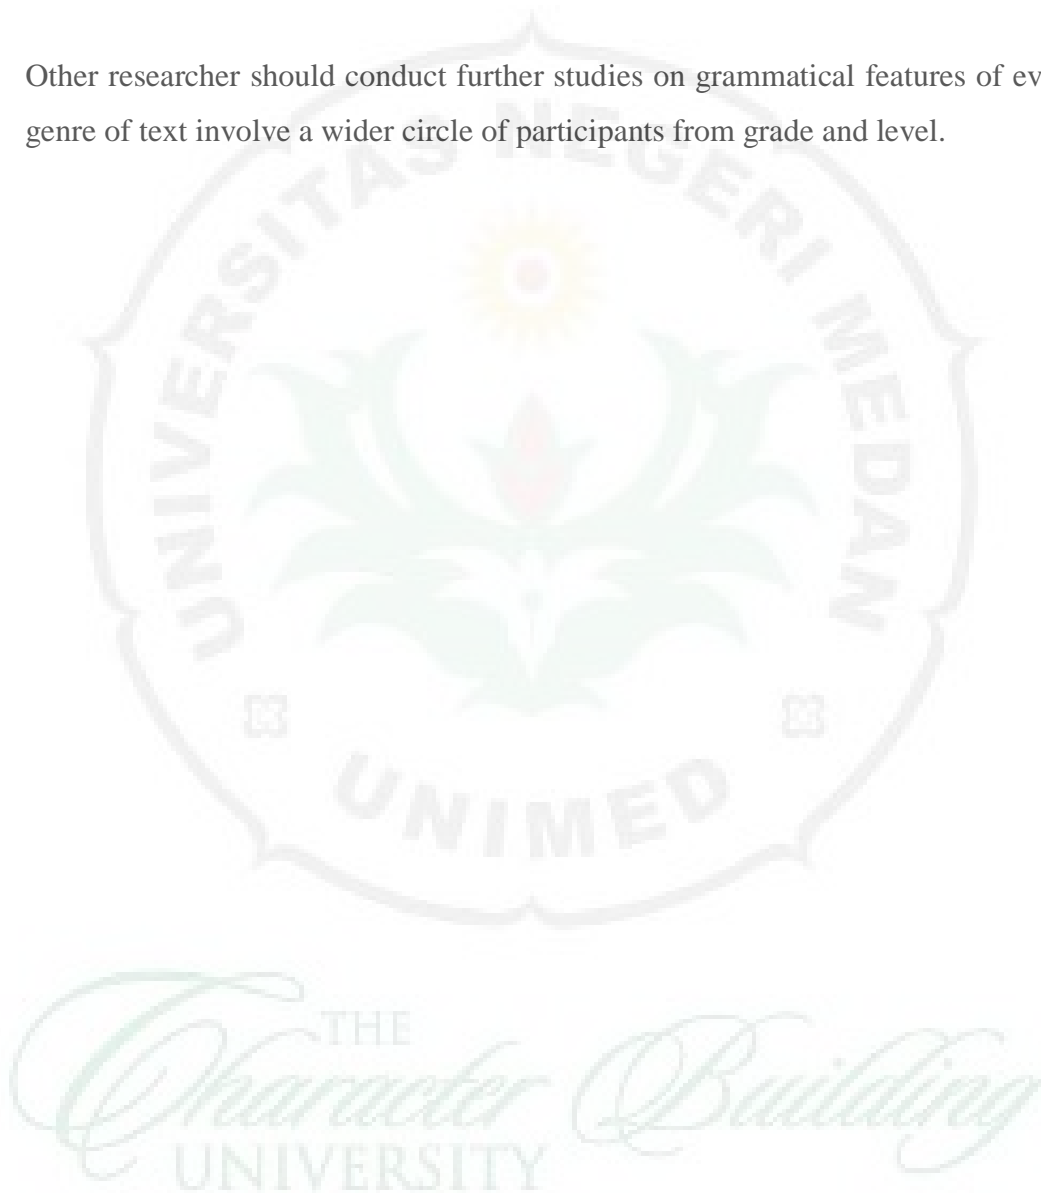 Other researcher should conduct further studies on grammatical features of ev
genre of text involve a wider circle of participants from grade and level.
UNIVERSITAS NEGERI MEDAN
UNIMED
THE
Character Building
UNIVERSITY